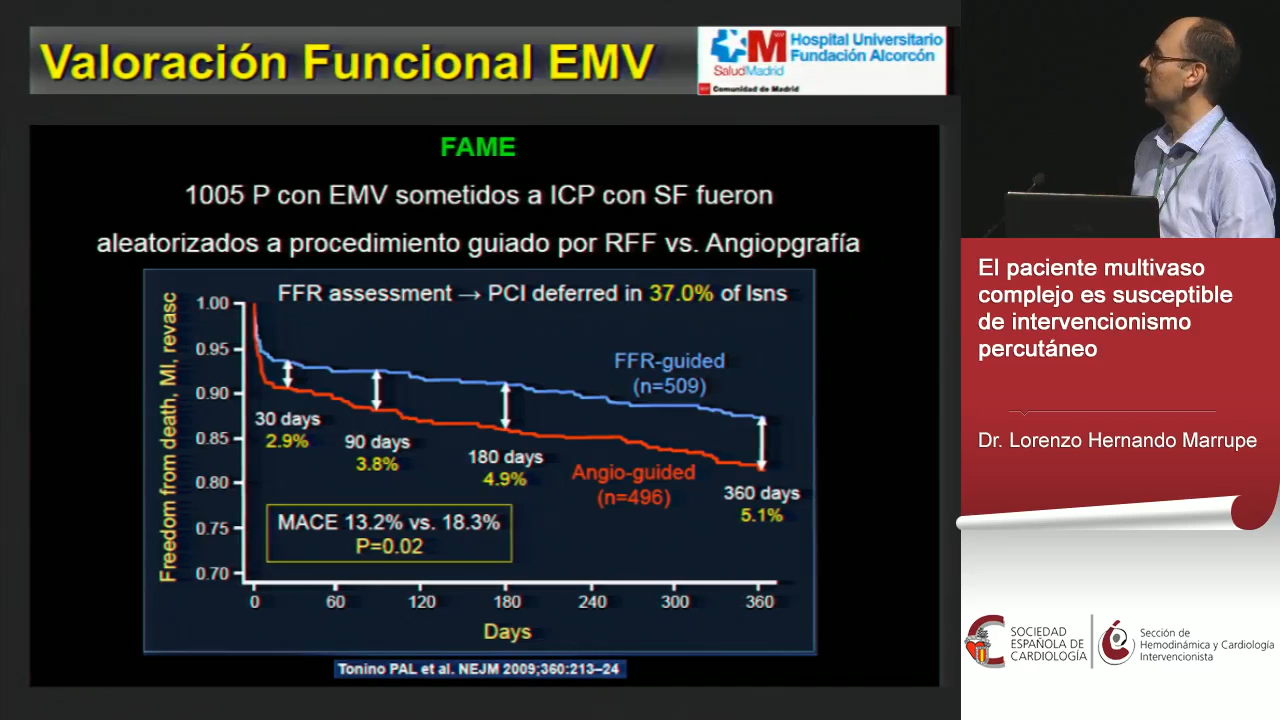 Valoración Funcional EMV
SaludMadrid
Hospital Universitario
Fundación Alcorcón
Comunidad de Madrid
FAME
1005 P con EMV sometidos a ICP con SF fueron
aleatorizados a procedimiento guiado por RFF vs. Angiopgrafía
FFR assessment → PCI deferred in 37.0% of lsns
Freedom from death, MI, revasc
1.00
0.95
0.90
0.85
0.80
0.75
0.70
FFR-guided
(n=509)
30 days
2.9%
90 days
3.8%
180 days
4.9%
Angio-guided
(n=496)
360 days
5.1%
MACE 13.2% vs. 18.3%
P=0.02
0 60 120 180 240 300 360
Days
Tonino PAL et al. NEJM 2009;360:213–24
El paciente multivaso
complejo es susceptible
de intervencionismo
percutáneo
Dr. Lorenzo Hernando Marrupe
SOCIEDAD
ESPAÑOLA DE
CARDIOLOGÍA
Sección de
Hemodinámica y Cardiología
Intervencionista